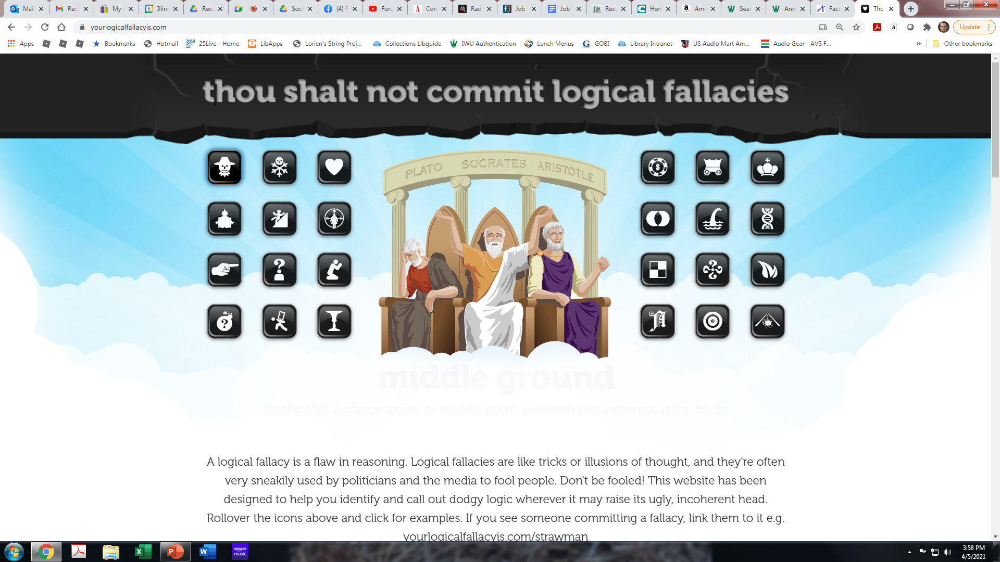 Mail
Re:
My
Illin
Rece
Soci
(4) F
Fore
Con
Rad
Job
Job
Rece
Hon
Ama
Sear
Ann
Fact
Tho
yourlogicalfallacyis.com
Update
Apps
Bookmarks
Hotmail
25Live - Home
LibApps
Lorien's String Proj...
Collections Libguide
IWU Authentication
Lunch Menus
GOBI
Library Intranet
US Audio Mart Am...
Audio Gear - AVS F...
Other bookmarks
thou shalt not commit logical fallacies
PLATO SOCRATES ARISTOTLE
middle ground
Saying that a compromise, or middle point, between two extremes is the truth.
A logical fallacy is a flaw in reasoning. Logical fallacies are like tricks or illusions of thought, and they're often
very sneakily used by politicians and the media to fool people. Don't be fooled! This website has been
designed to help you identify and call out dodgy logic wherever it may raise its ugly, incoherent head.
Rollover the icons above and click for examples. If you see someone committing a fallacy, link them to it e.g.
yourlogicalfallacyis.com/strawman
amazon
music
3:58 PM
4/5/2021